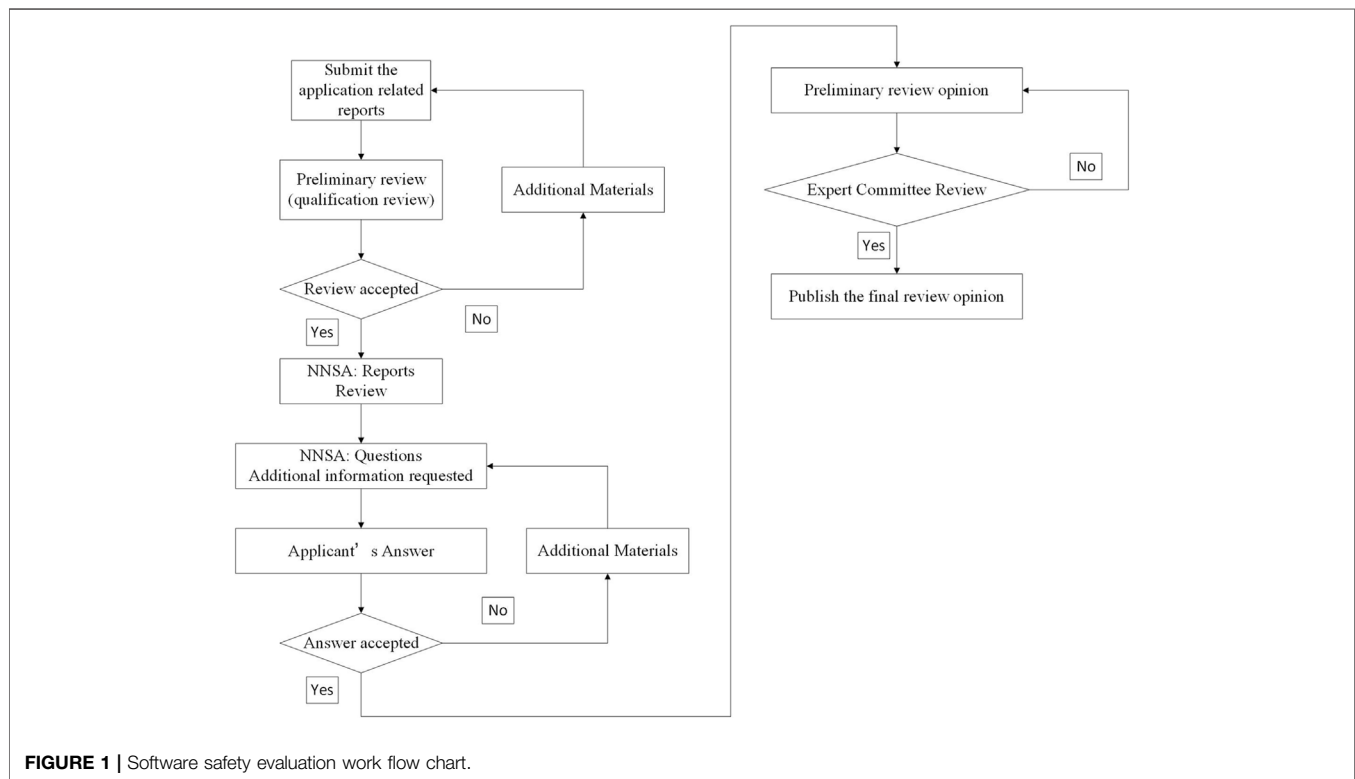 Submit the
application related
reports
Preliminary review
(qualification review)
Additional Materials
Review accepted
No
Yes
NNSA: Reports
Review
NNSA: Questions
Additional information requested
Applicant’ s Answer
Additional Materials
No
Answer accepted
Yes
Preliminary review opinion
No
Expert Committee Review
Yes
Publish the final review opinion
FIGURE 1 | Software safety evaluation work flow chart.